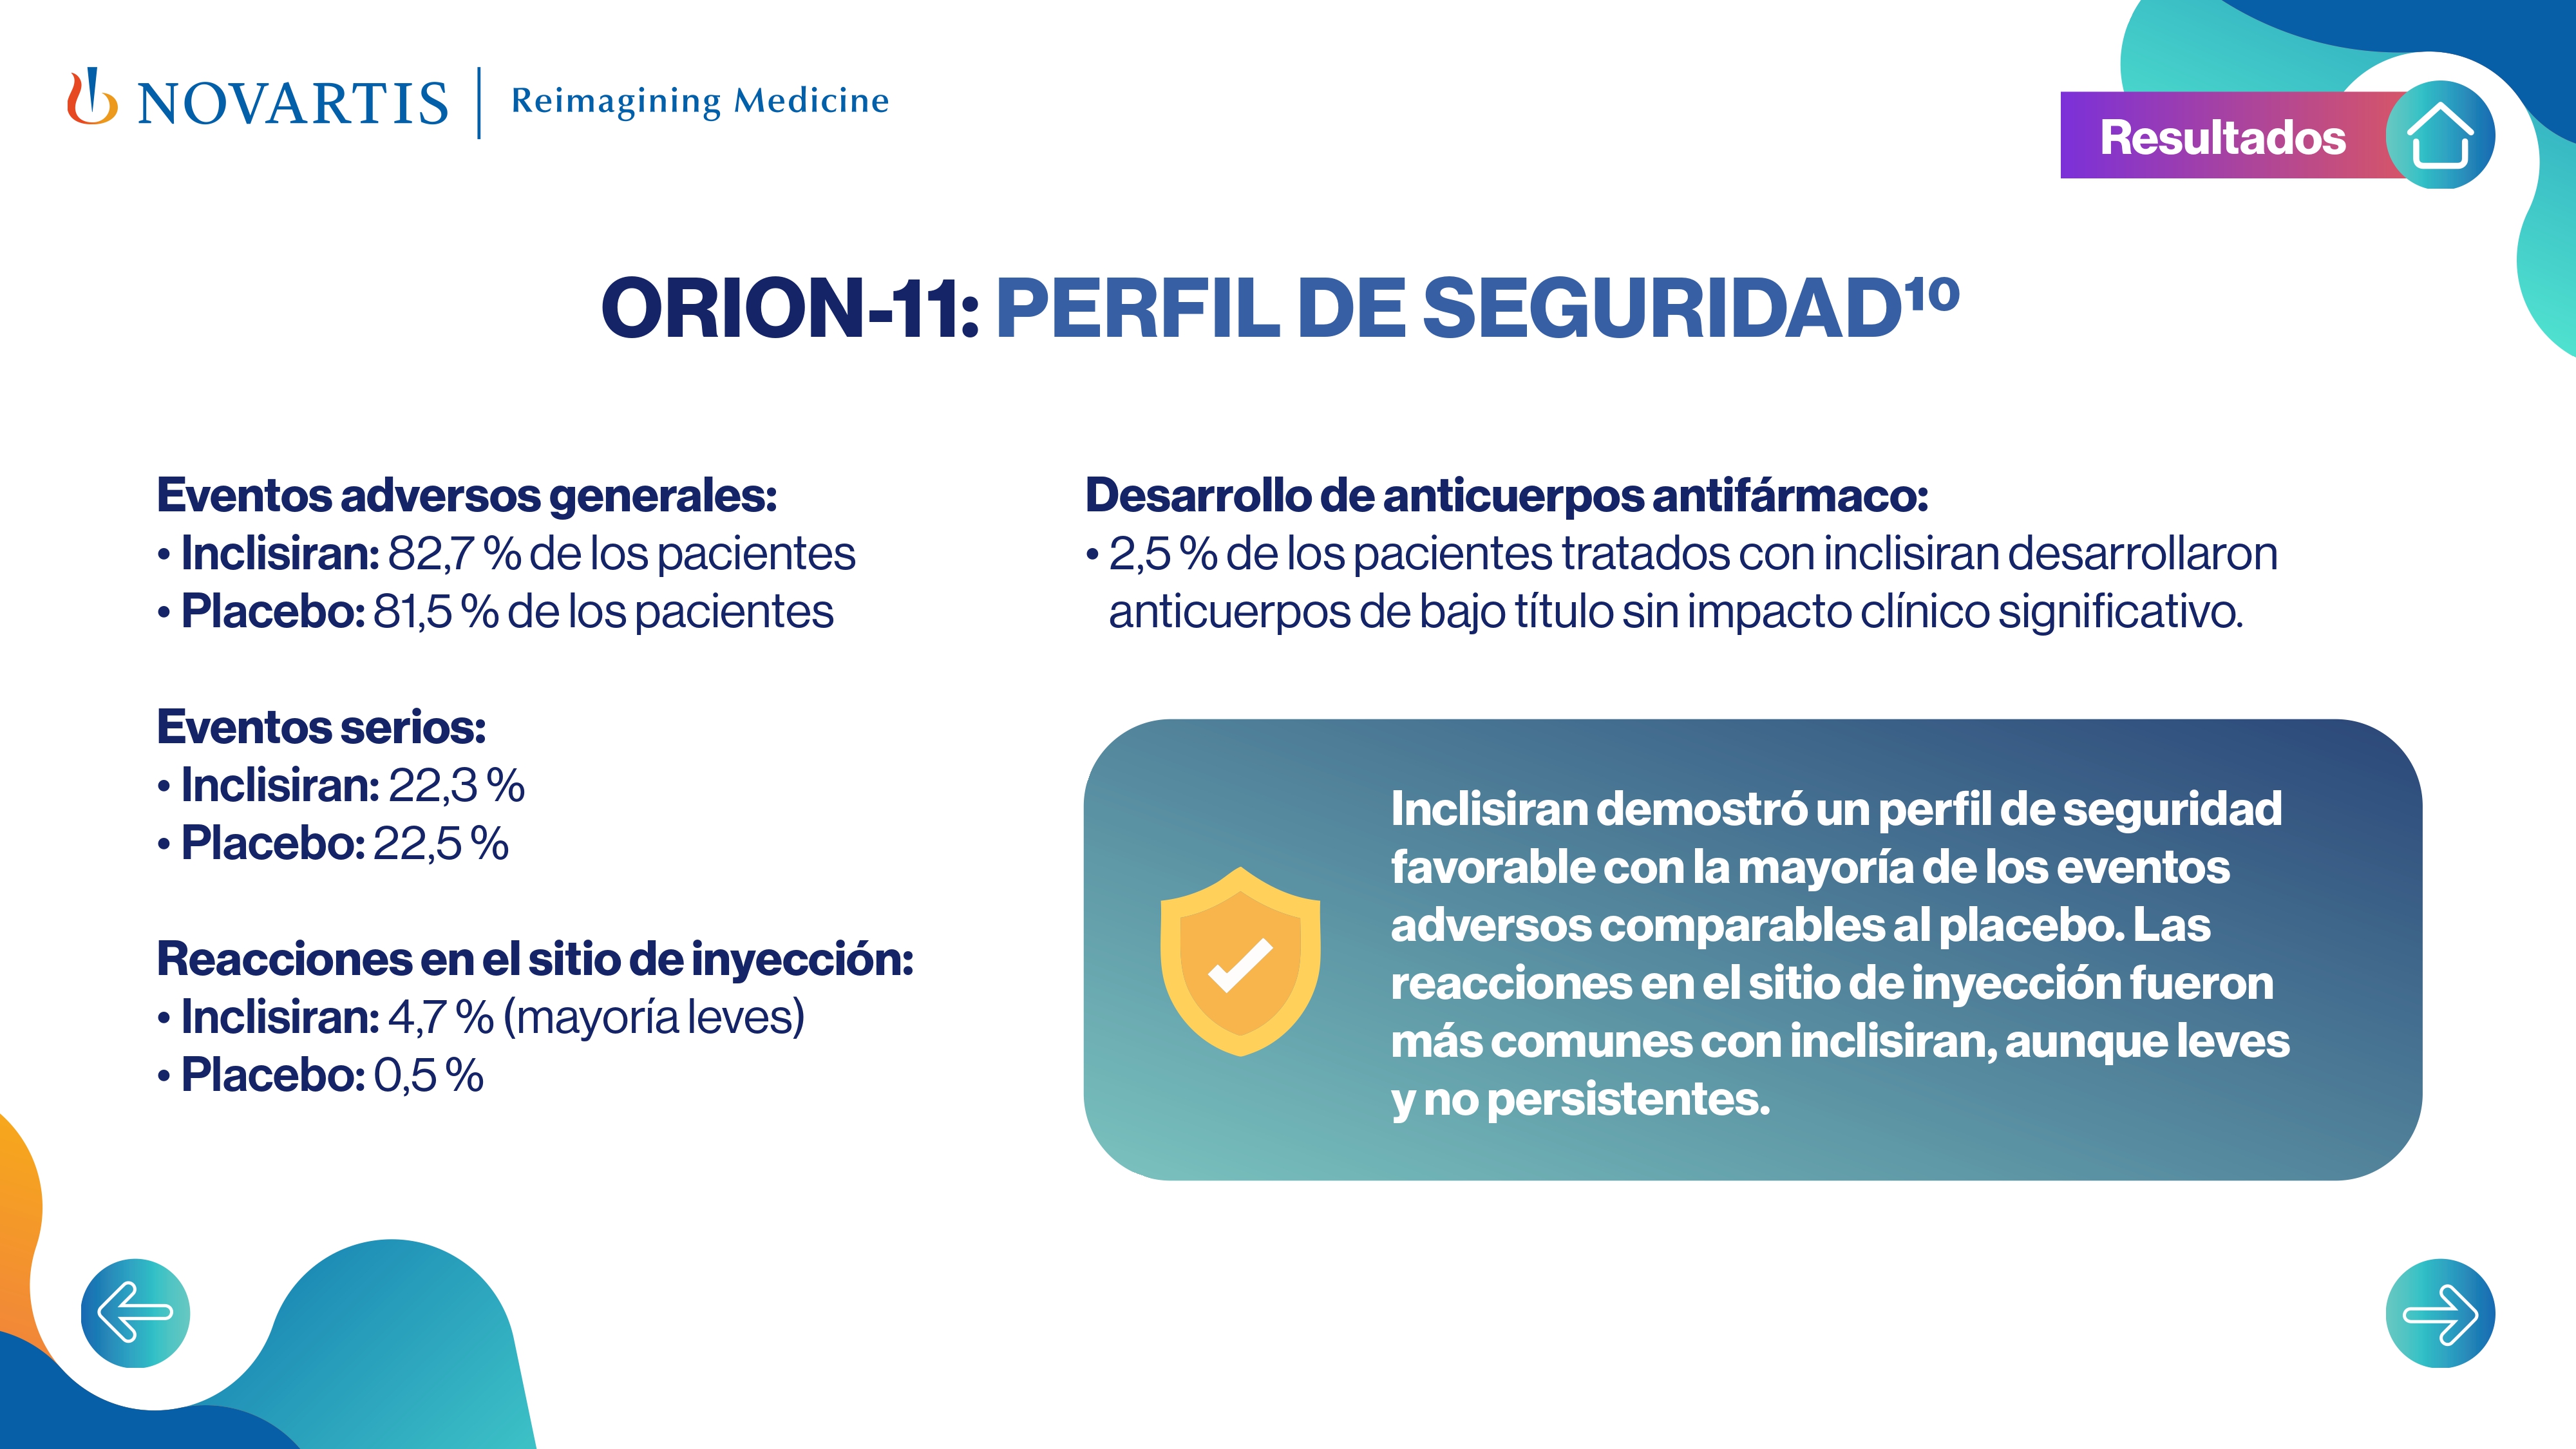 NOVARTIS | Reimagining Medicine
Resultados
ORION-11: PERFIL DE SEGURIDAD¹⁰
Eventos adversos generales:
• Inclisiran: 82,7 % de los pacientes
• Placebo: 81,5 % de los pacientes
Eventos serios:
• Inclisiran: 22,3 %
• Placebo: 22,5 %
Reacciones en el sitio de inyección:
• Inclisiran: 4,7 % (mayoría leves)
• Placebo: 0,5 %
Desarrollo de anticuerpos antifármaco:
• 2,5 % de los pacientes tratados con inclisiran desarrollaron
anticuerpos de bajo título sin impacto clínico significativo.
Inclisiran demostró un perfil de seguridad
favorable con la mayoría de los eventos
adversos comparables al placebo. Las
reacciones en el sitio de inyección fueron
más comunes con inclisiran, aunque leves
y no persistentes.